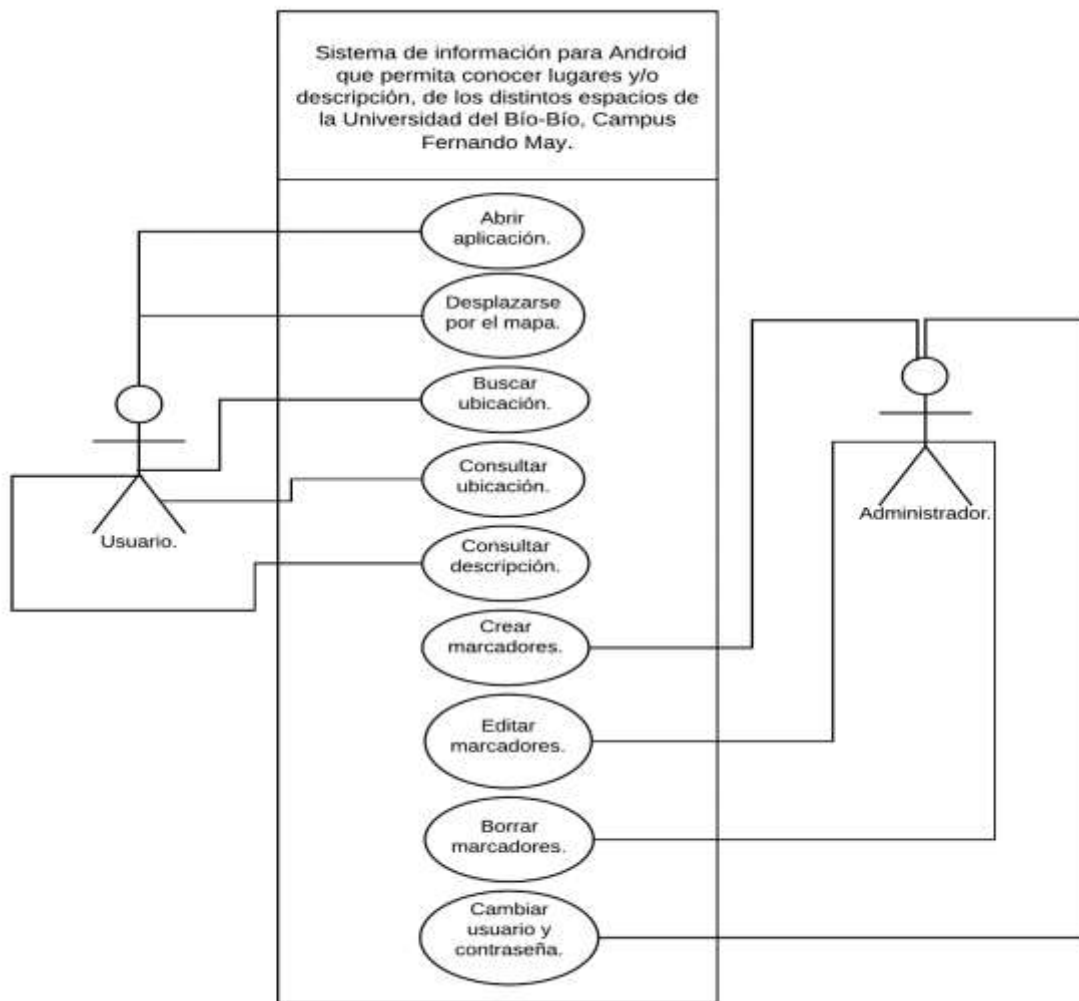 Sistema de información para Android
que permita conocer lugares y/o
descripción, de los distintos espacios de
la Universidad del Bío-Bío, Campus
Fernando May.
Abrir
aplicación.
Desplazarse
por el mapa.
Buscar
ubicación.
Consultar
ubicación.
Usuario.
Administrador.
Consultar
descripción.
Crear
marcadores.
Editar
marcadores.
Borrar
marcadores.
Cambiar
usuario y
contraseña.